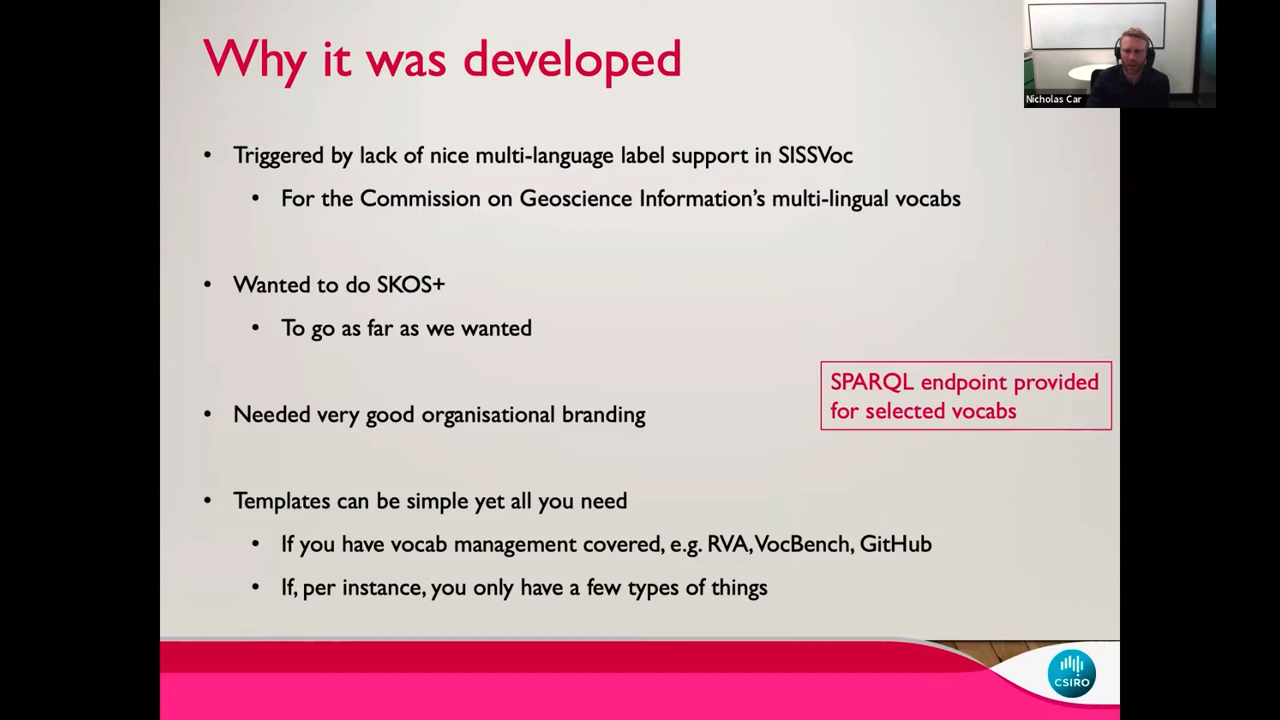 Why it was developed
Nicholas Car
• Triggered by lack of nice multi-language label support in SISSVoc
• For the Commission on Geoscience Information's multi-lingual vocabs
• Wanted to do SKOS+
• To go as far as we wanted
SPARQL endpoint provided
for selected vocabs
• Needed very good organisational branding
• Templates can be simple yet all you need
• If you have vocab management covered, e.g. RVA, VocBench, GitHub
• If, per instance, you only have a few types of things
CSIRO